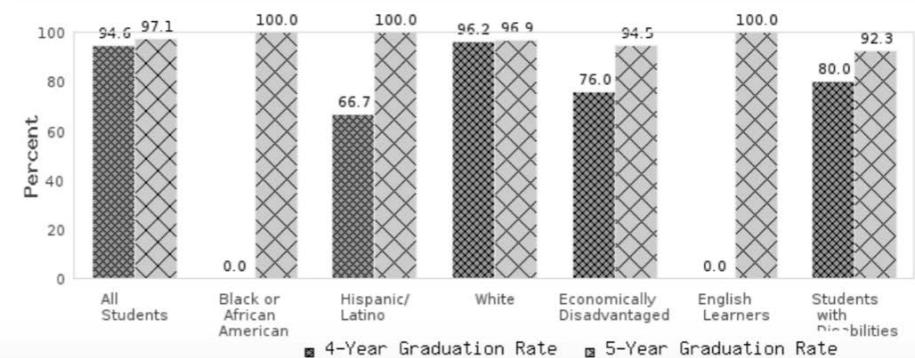 100.0 100.0 100.0
94.6 97.1 96.2 96.9 94.5
100
92.3
80 76.0 80.0
66.7
60
40
20
0.0 0.0
0
Percent
All Students
Black or African American
Hispanic/ Latino
White
Economically Disadvantaged
English Learners
Students with Disabilities
4-Year Graduation Rate 5-Year Graduation Rate